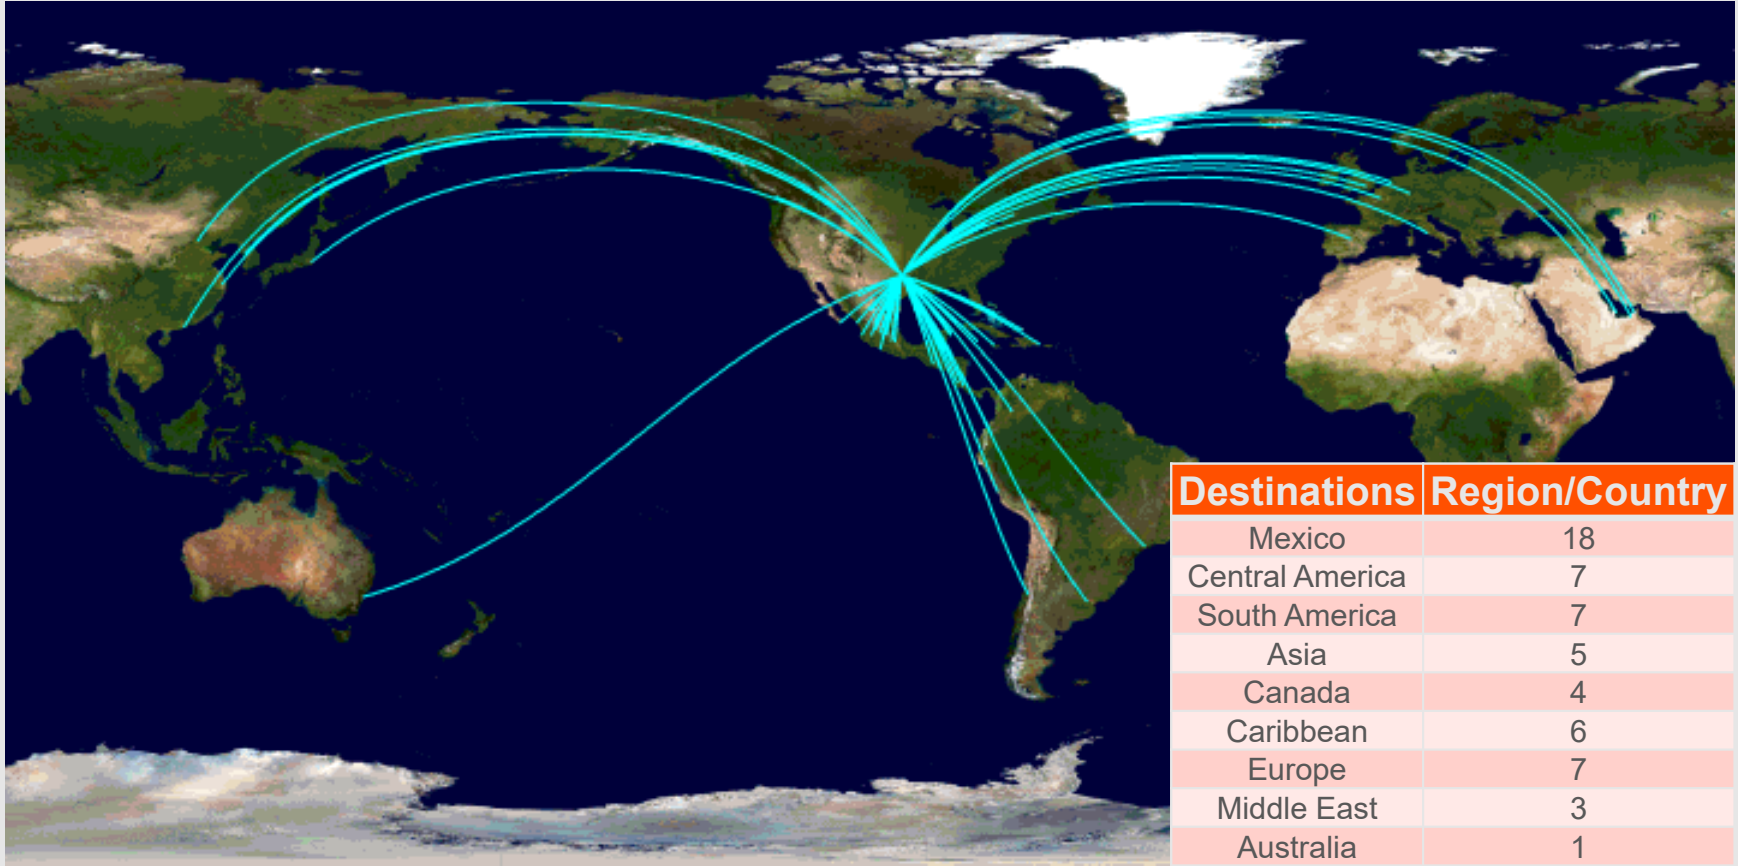 Destinations Region/Country
Mexico 18
Central America 7
South America 7
Asia 5
Canada 4
Caribbean 6
Europe 7
Middle East 3
Australia 1